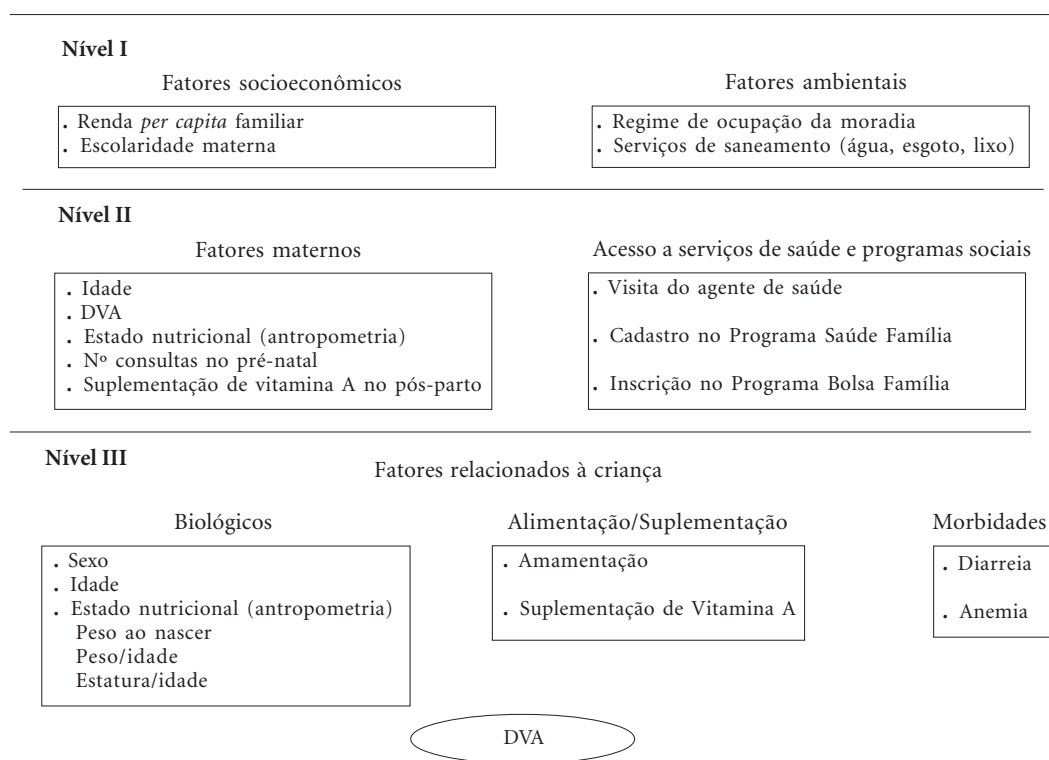 Nível I
Fatores socioeconômicos
. Renda per capita familiar
. Escolaridade materna
Fatores ambientais
. Regime de ocupação da moradia
. Serviços de saneamento (água, esgoto, lixo)
Nível II
Fatores maternos
. Idade
. DVA
. Estado nutricional (antropometria)
. Nº consultas no pré-natal
. Suplementação de vitamina A no pós-parto
Acesso a serviços de saúde e programas sociais
. Visita do agente de saúde
. Cadastro no Programa Saúde Família
. Inscrição no Programa Bolsa Família
Nível III
Fatores relacionados à criança
Biológicos
. Sexo
. Idade
. Estado nutricional (antropometria)
Peso ao nascer
Peso/idade
Estatura/idade
Alimentação/Suplementação
. Amamentação
. Suplementação de Vitamina A
Morbidades
. Diarreia
. Anemia
DVA